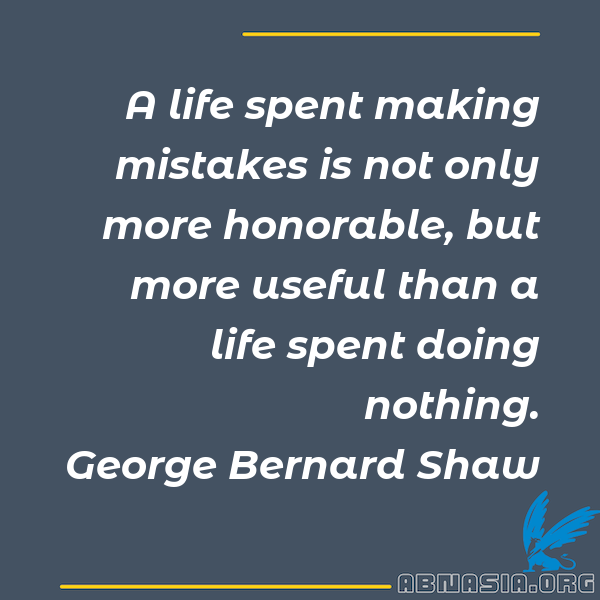 A life spent making
mistakes is not only
more honorable, but
more useful than a
life spent doing
nothing.
George Bernard Shaw
ABNASIA.ORG